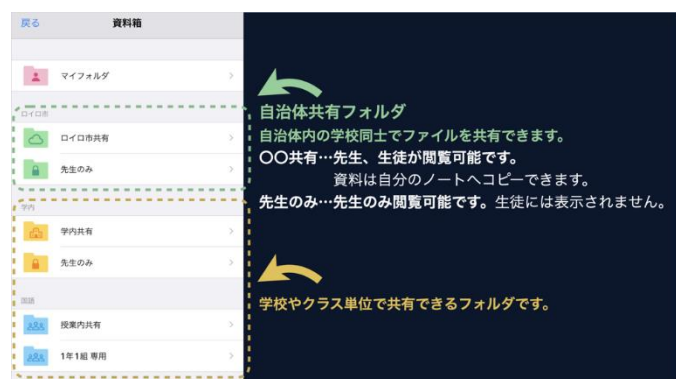 戻る
資料箱
マイフォルダ
ロイロ市
ロイロ市共有
先生のみ
学内
学内共有
先生のみ
国語
授業内共有
1年1組 専用
自治体共有フォルダ
自治体内の学校同士でファイルを共有できます。
〇〇共有…先生、生徒が閲覧可能です。
資料は自分のノートへコピーできます。
先生のみ…先生のみ閲覧可能です。生徒には表示されません。
学校やクラス単位で共有できるフォルダです。